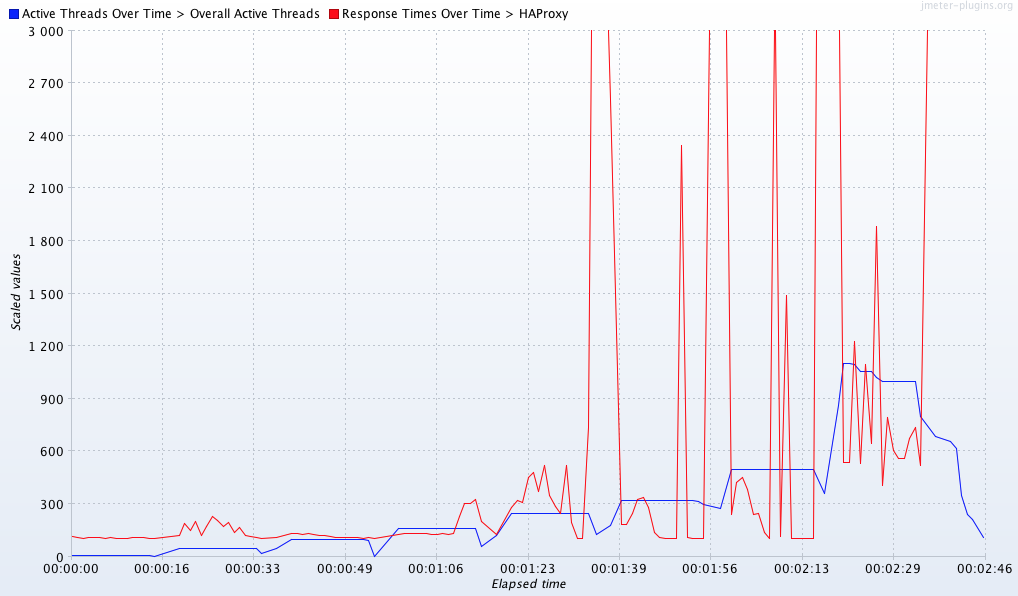 jmeter-plugins.org
Active Threads Over Time > Overall Active Threads Response Times Over Time > HAProxy
3 000
2 700
2 400
2 100
1 800
1 500
1 200
900
600
300
0
Scaled values
00:00:00 00:00:16 00:00:33 00:00:49 00:01:06 00:01:23 00:01:39 00:01:56 00:02:13 00:02:29 00:02:46
Elapsed time